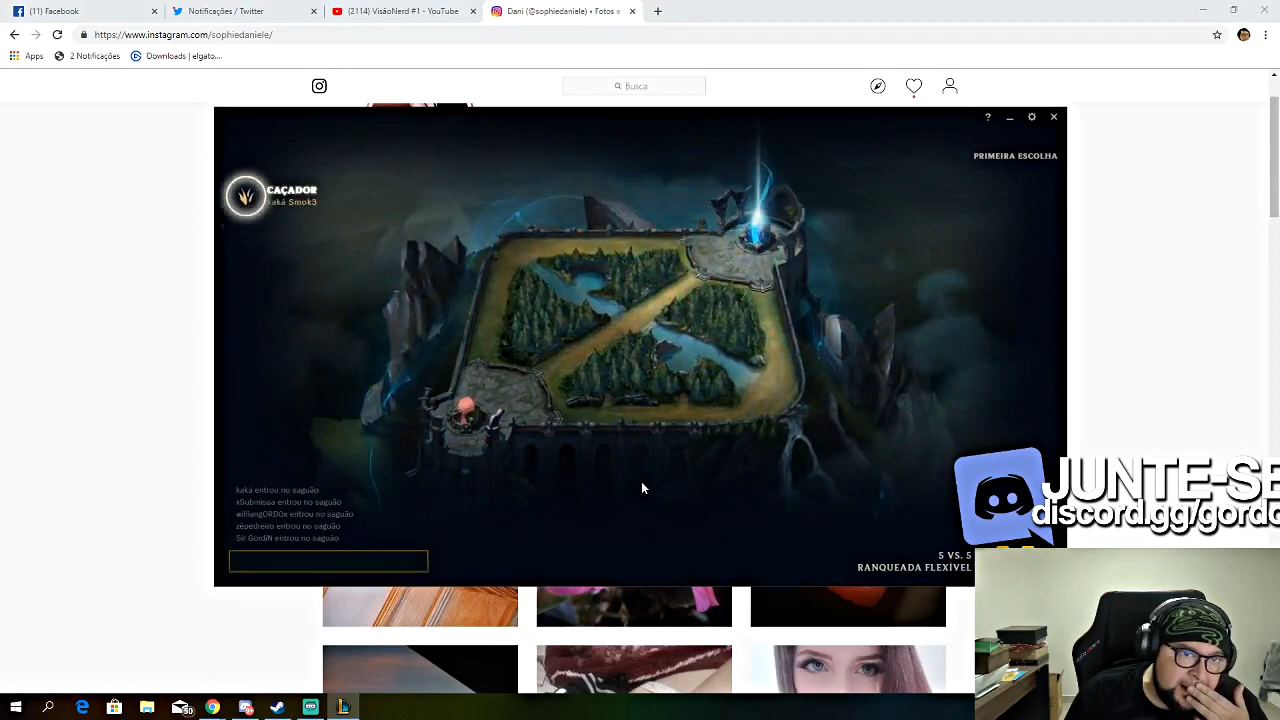 (11) Facebook
Notificações / Twitter
(2114) VisãoNerd #1 - YouTube
Dani (@sophiedaniele) • Fotos e
https://www.instagram.com/sophiedaniele/
Apps
2 Notificações
Downloads | elgato....
Busca
PRIMEIRA ESCOLHA
CAÇADOR
kaká Smok3
kaká entrou no saguão
xSubmissa entrou no saguão
williangORDOx entrou no saguão
zépedreiro entrou no saguão
Sir GordiN entrou no saguão
JUNTE-SE
discord.gg/gordo
5 VS. 5
RANQUEADA FLEXÍVEL